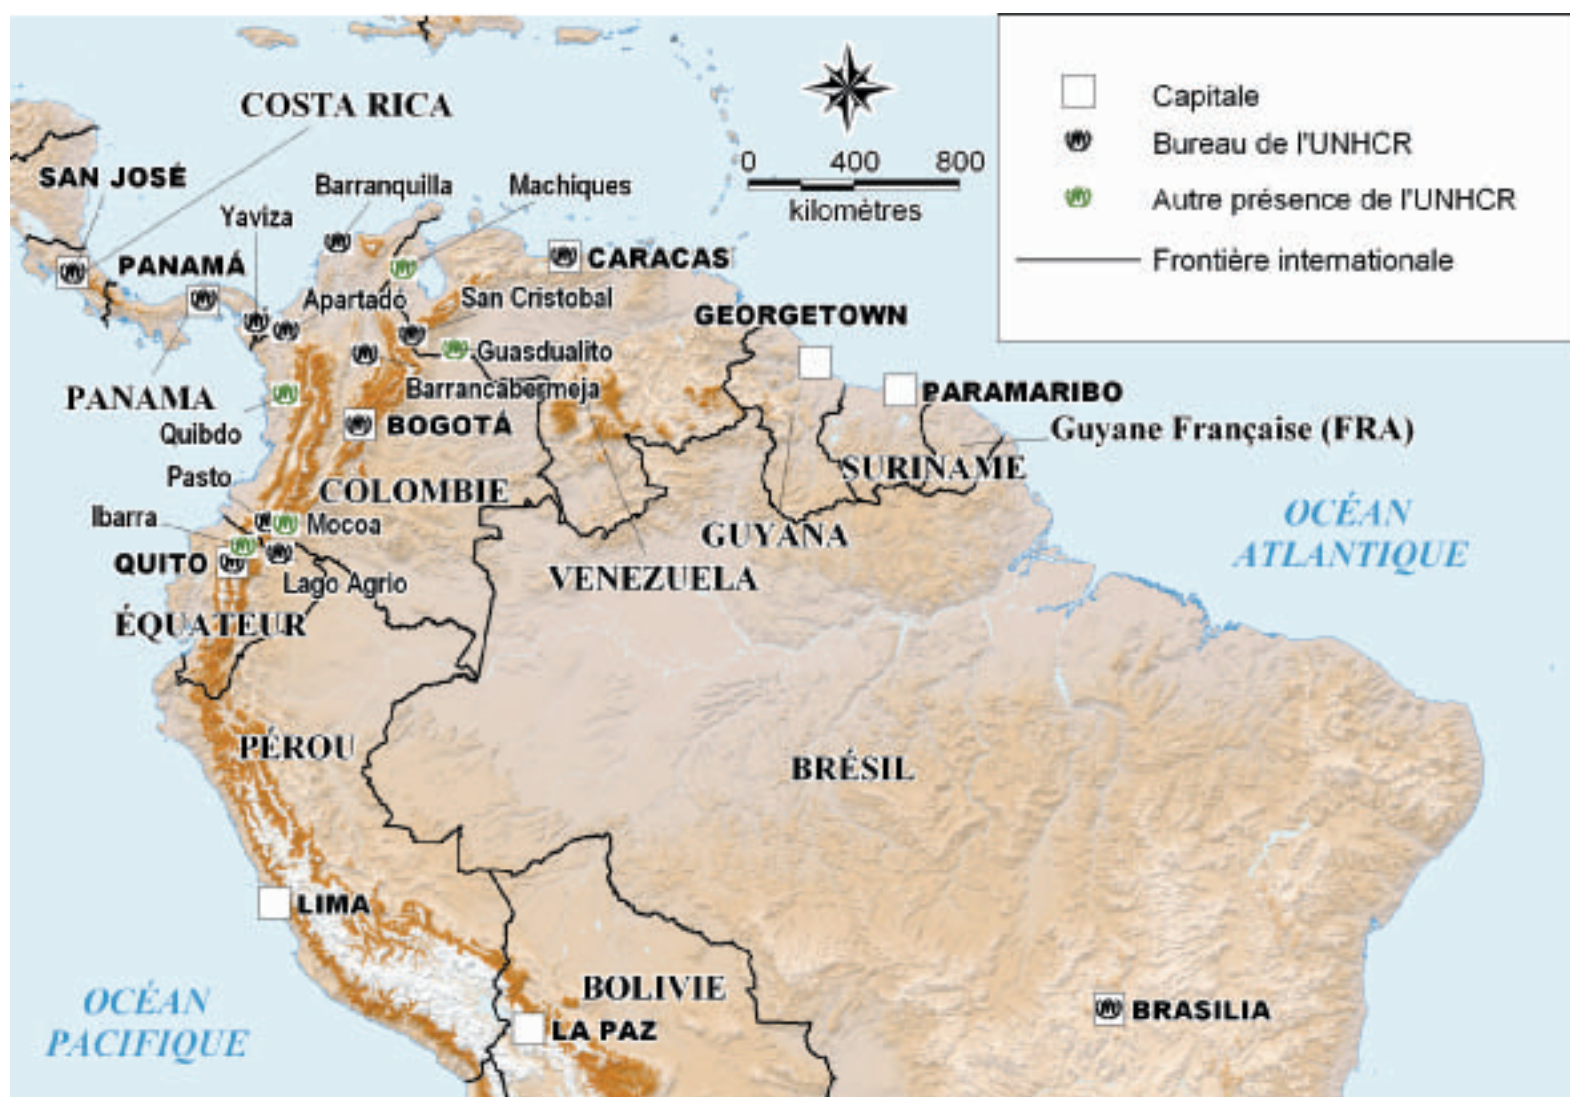 Capitale
Bureau de l'UNHCR
Autre présence de l'UNHCR
Frontière internationale
COSTA RICA
SAN JOSÉ
0 400 800
kilomètres
Barranquilla
Machiques
Yaviza
PANAMÁ
CARACAS
Apartadó
San Cristobal
GEORGETOWN
Guasdualito
PANAMA
Barrancabermeja
PARAMARIBO
Quibdo
BOGOTÁ
Guyane Française (FRA)
Pasto
COLOMBIE
SURINAME
Ibarra
Mocoa
OCÉAN
ATLANTIQUE
GUYANA
QUITO
Lago Agrio
VENEZUELA
ÉQUATEUR
PÉROU
BRÉSIL
LIMA
BOLIVIE
OCÉAN
PACIFIQUE
LA PAZ
BRASILIA